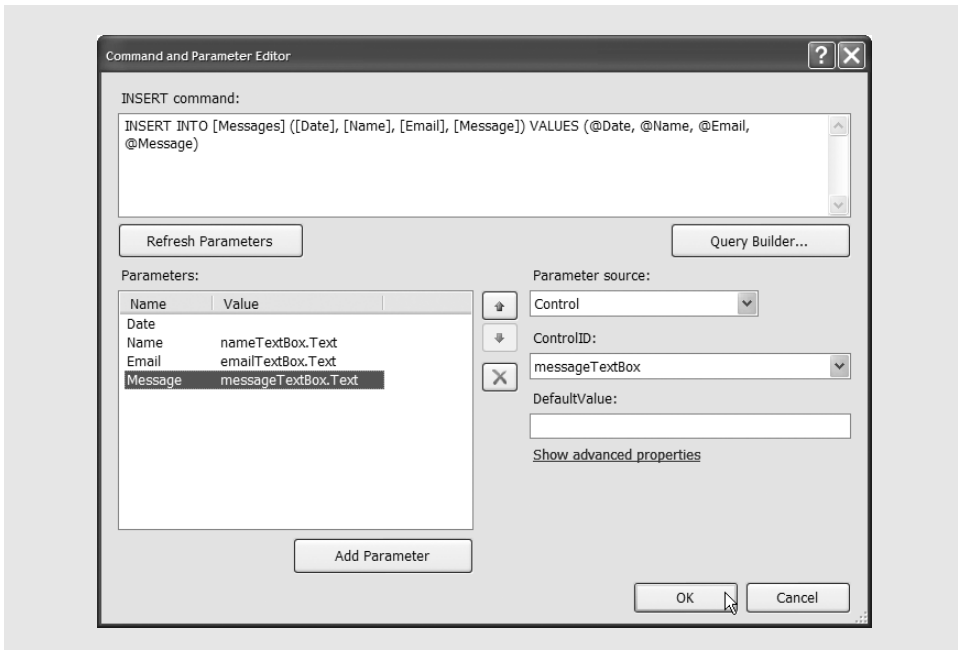 Command and Parameter Editor
INSERT command:
INSERT INTO [Messages] ([Date], [Name], [Email], [Message]) VALUES (@Date, @Name, @Email,
@Message)
Refresh Parameters
Query Builder...
Parameters:
Name Value
Date
Name nameTextBox.Text
Email emailTextBox.Text
Message messageTextBox.Text
Add Parameter
Parameter source:
Control
ControlID:
messageTextBox
DefaultValue:
Show advanced properties
OK
Cancel